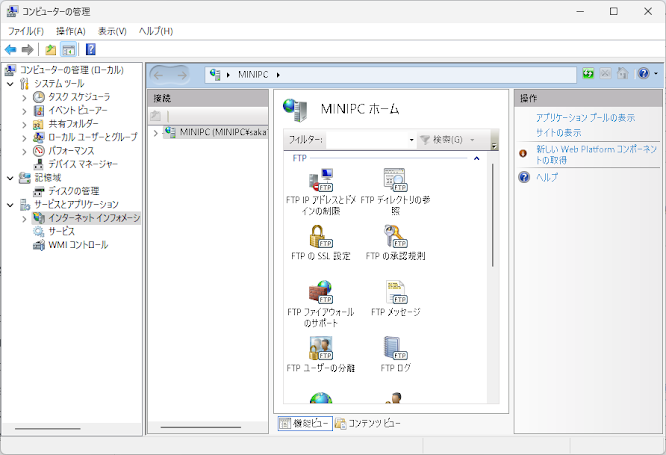 コンピューターの管理
ファイル(F) 操作(A) 表示(V) ヘルプ(H)
コンピューターの管理 (ローカル)
システム ツール
タスク スケジューラ
イベント ビューアー
共有フォルダー
ローカル ユーザーとグループ
パフォーマンス
デバイス マネージャー
記憶域
ディスクの管理
サービスとアプリケーション
インターネット インフォメーシ
サービス
WMI コントロール
MINIPC
接続
MINIPC (MINIPC¥saka
MINIPC ホーム
フィルター:
検索(G)
FTP
FTP IP アドレスとドメ
インの制限
FTP ディレクトリの参
照
FTP の SSL 設定
FTP の承認規則
FTP ファイアウォール
のサポート
FTP メッセージ
FTP ユーザーの分離
FTP ログ
機能ビュー
コンテンツ ビュー
操作
アプリケーション プールの表示
サイトの表示
新しい Web Platform コンポーネ
ントの取得
ヘルプ